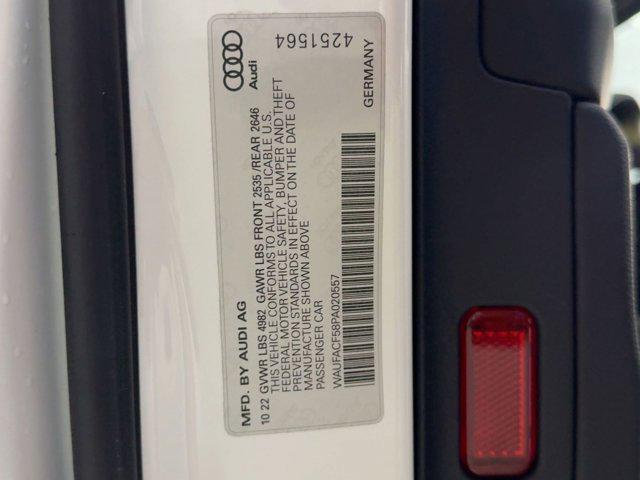 Audi
4251564
MFD. BY AUDI AG
10 22 GVWR LBS 4982 GAWR LBS FRONT 2535/REAR 2646
THIS VEHICLE CONFORMS TO ALL APPLICABLE U.S.
FEDERAL MOTOR VEHICLE SAFETY, BUMPER AND THEFT
PREVENTION STANDARDS IN EFFECT ON THE DATE OF
MANUFACTURE SHOWN ABOVE
PASSENGER CAR
WAUFACF58PA020557
GERMANY